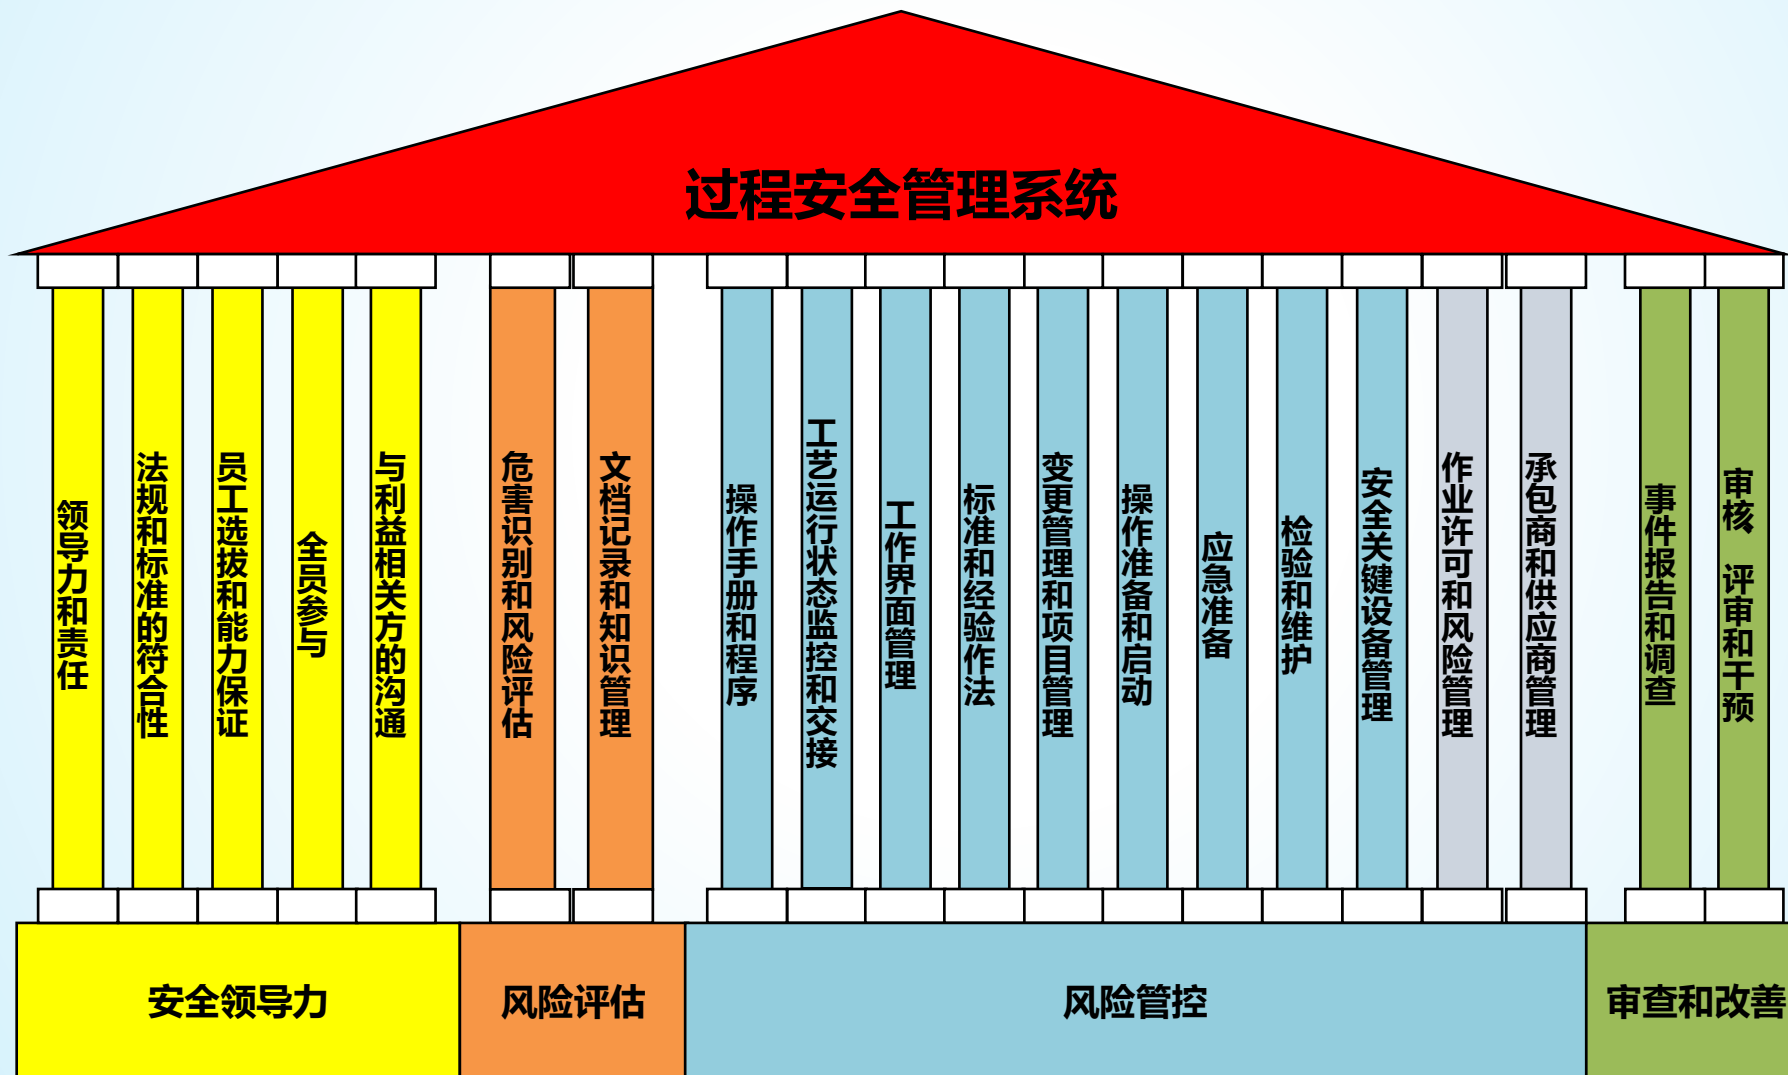 过程安全管理系统
领导力和责任
法规和标准的符合性
员工选拔和能力保证
全员参与
与利益相关方的沟通
危害识别和风险评估
文档记录和知识管理
操作手册和程序
工艺运行状态监控和交接
工作界面管理
标准和经验作法
变更管理和项目管理
操作准备和启动
应急准备
检验和维护
安全关键设备管理
作业许可和风险管理
承包商和供应商管理
事件报告和调查
审核 评审和干预
安全领导力
风险评估
风险管控
审查和改善